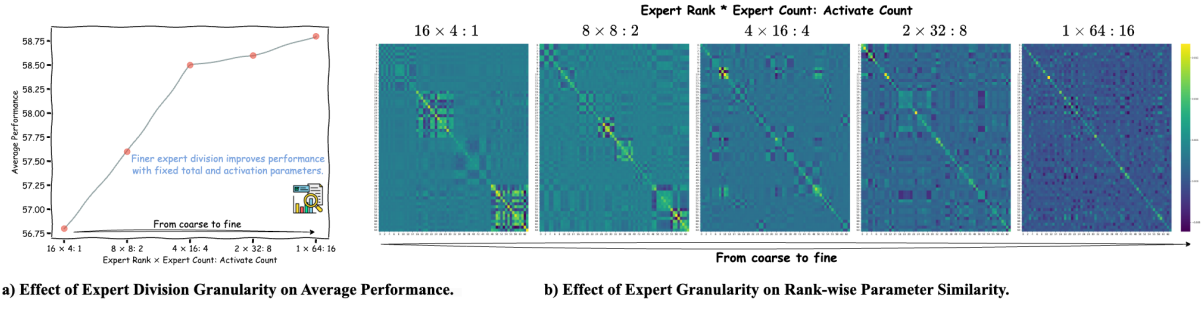 Expert Rank * Expert Count: Activate Count
16 × 4 : 1
8 × 8 : 2
4 × 16 : 4
2 × 32 : 8
1 × 64 : 16
58.75
58.50
58.25
58.00
57.75
57.50
57.25
57.00
56.75
Average Performance
Finer expert division improves performance
with fixed total and activation parameters.
From coarse to fine
16 × 4: 1
8 × 8: 2
4 × 16: 4
2 × 32: 8
1 × 64: 16
Expert Rank × Expert Count: Activate Count
From coarse to fine
a) Effect of Expert Division Granularity on Average Performance.
b) Effect of Expert Granularity on Rank-wise Parameter Similarity.